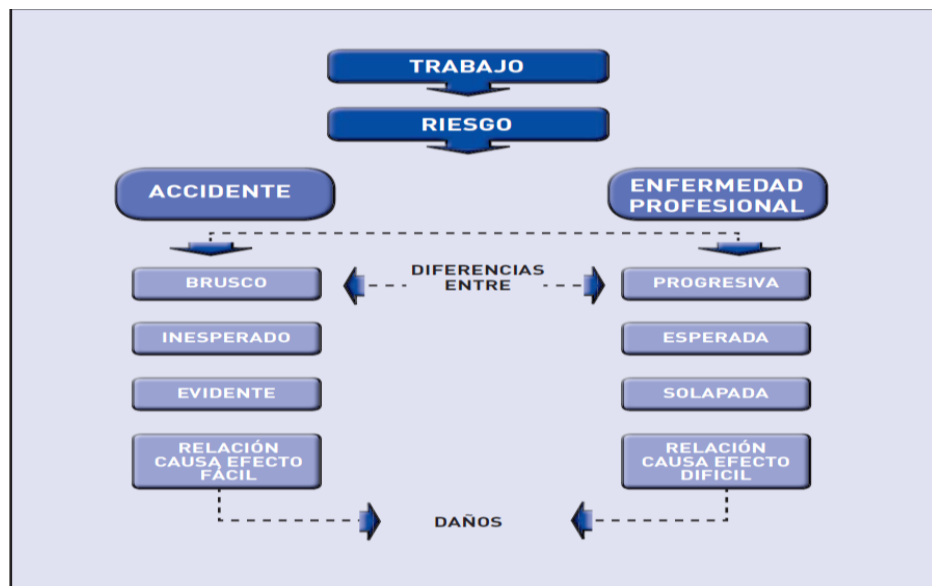 TRABAJO
RIESGO
ACCIDENTE
ENFERMEDAD
PROFESIONAL
DIFERENCIAS
ENTRE
BRUSCO
PROGRESIVA
INESPERADO
ESPERADA
EVIDENTE
SOLAPADA
RELACIÓN
CAUSA EFECTO
FÁCIL
RELACIÓN
CAUSA EFECTO
DIFICIL
DAÑOS